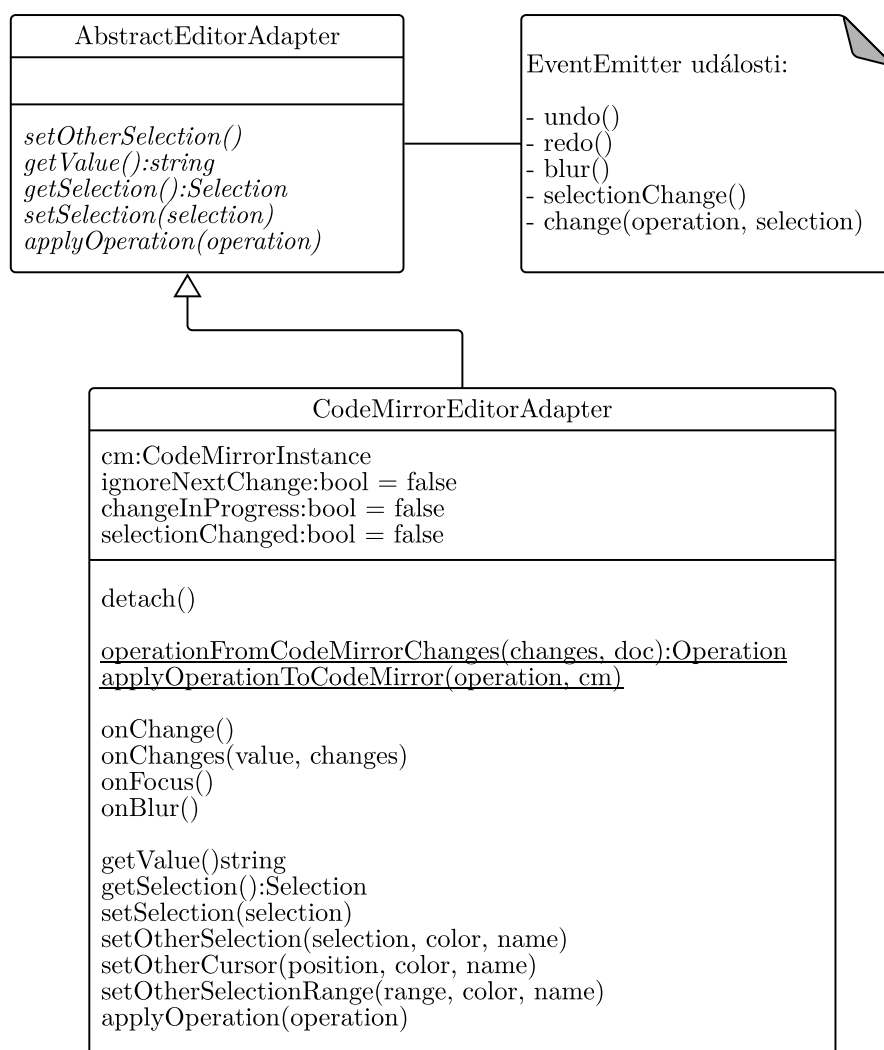 AbstractEditorAdapter
setOtherSelection()
getValue():string
getSelection():Selection
setSelection(selection)
applyOperation(operation)
EventEmitter události:
- undo()
- redo()
- blur()
- selectionChange()
- change(operation, selection)
CodeMirrorEditorAdapter
cm:CodeMirrorInstance
ignoreNextChange:bool = false
changeInProgress:bool = false
selectionChanged:bool = false
detach()
operationFromCodeMirrorChanges(changes, doc):Operation
applyOperationToCodeMirror(operation, cm)
onChange()
onChanges(value, changes)
onFocus()
onBlur()
getValue()string
getSelection():Selection
setSelection(selection)
setOtherSelection(selection, color, name)
setOtherCursor(position, color, name)
setOtherSelectionRange(range, color, name)
applyOperation(operation)